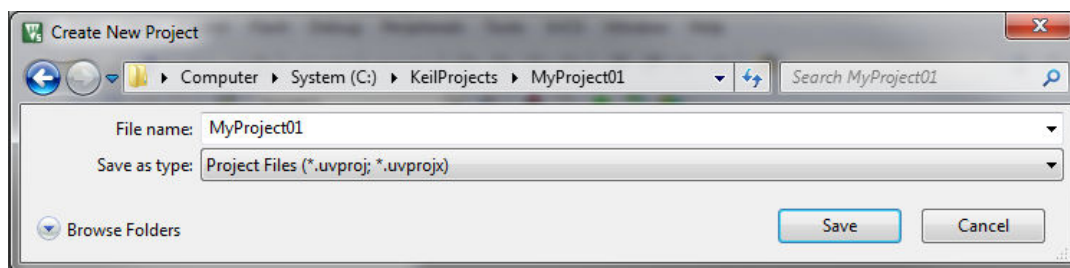 Create New Project
Computer System (C:) KeilProjects MyProject01 Search MyProject01
File name: MyProject01
Save as type: Project Files (*.uvproj; *.uvprojx)
Browse Folders Save Cancel